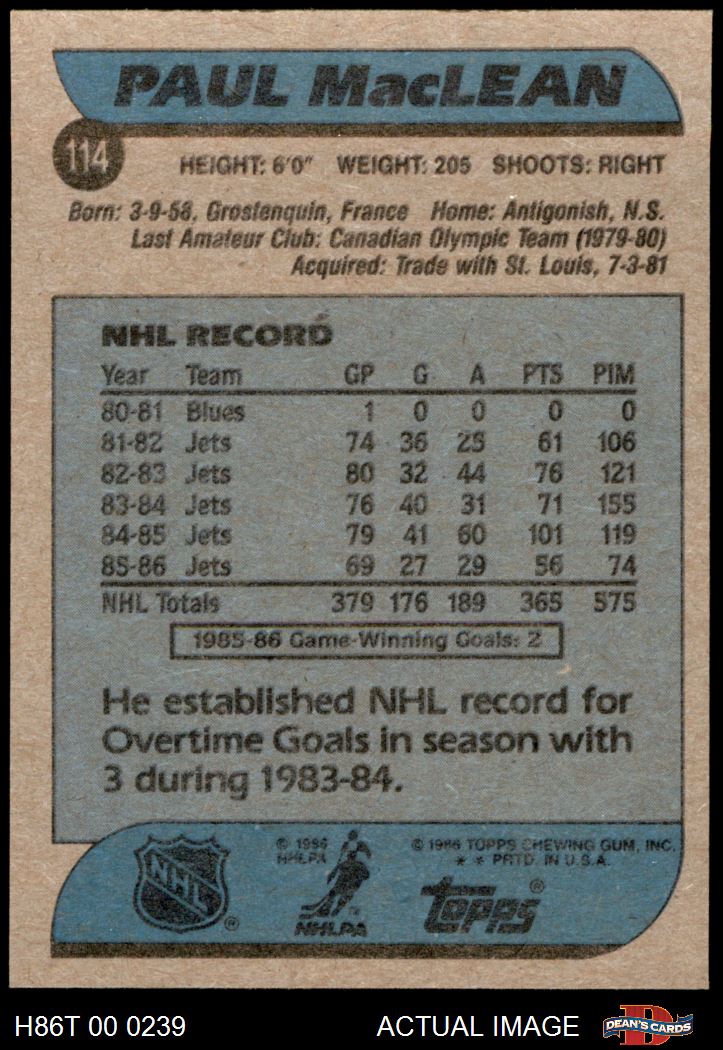 PAUL MacLEAN
114
HEIGHT: 6'0" WEIGHT: 205 SHOOTS: RIGHT
Born: 3-9-58, Grostenquin, France Home: Antigonish, N.S.
Last Amateur Club: Canadian Olympic Team (1979-80)
Acquired: Trade with St. Louis, 7-3-81
NHL RECORD
Year Team GP G A PTS PIM
80-81 Blues 1 0 0 0 0
81-82 Jets 74 36 25 61 106
82-83 Jets 80 32 44 76 121
83-84 Jets 76 40 31 71 155
84-85 Jets 79 41 60 101 119
85-86 Jets 69 27 29 56 74
NHL Totals 379 176 189 365 575
1985-86 Game-Winning Goals: 2
He established NHL record for
Overtime Goals in season with
3 during 1983-84.
NHL ®
© 1986
NHLPA
NHLPA
© 1986 TOPPS CHEWING GUM, INC.
* * PRTD. IN U.S.A.
topps ®
H86T 00 0239 ACTUAL IMAGE D DEAN'S CARDS